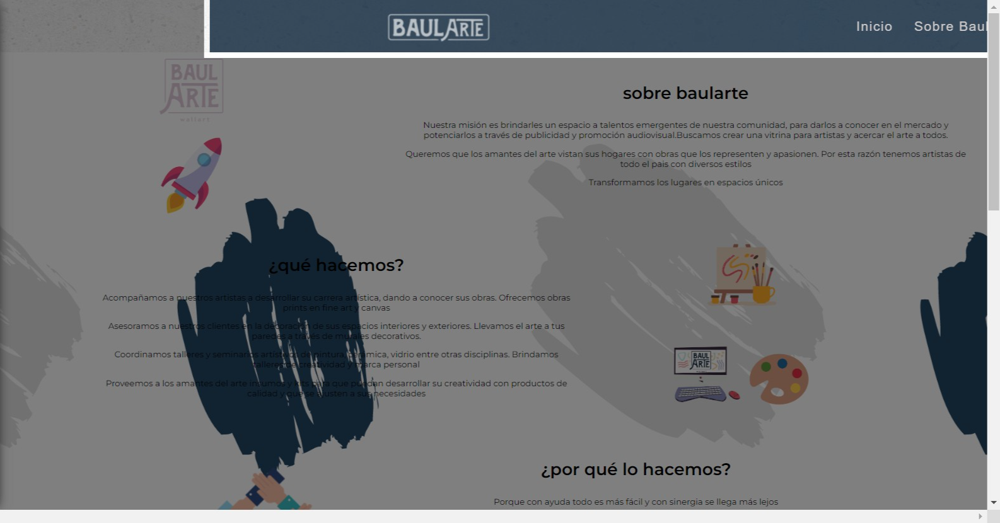 BAULARTE
Inicio
Sobre Baul
BAUL
ARTE
wallart
sobre baularte
Nuestra misión es brindarles un espacio a talentos emergentes de nuestra comunidad, para darlos a conocer en el mercado y
potenciarlos a través de publicidad y promoción audiovisual.Buscamos crear una vitrina para artistas y acercar el arte a todos.
Queremos que los amantes del arte vistan sus hogares con obras que los representen y apasionen. Por esta razón tenemos artistas de
todo el pais con diversos estilos
Transformamos los lugares en espacios únicos
¿qué hacemos?
Acompañamos a nuestros artistas a desarrollar su carrera artística, dando a conocer sus obras. Ofrecemos obras
prints en fine art y canvas
Asesoramos a nuestros clientes en la decoración de sus espacios interiores y exteriores. Llevamos el arte a tus
paredes a través de murales decorativos.
Coordinamos talleres y seminarios artísticos de pintura, cerámica, vidrio entre otras disciplinas. Brindamos
talleres de creatividad y marca personal
Proveemos a los amantes del arte insumos y kits para que puedan desarrollar su creatividad con productos de
calidad y que se ajusten a sus necesidades
BAUL
ARTE
¿por qué lo hacemos?
Porque con ayuda todo es más fácil y con sinergia se llega más lejos